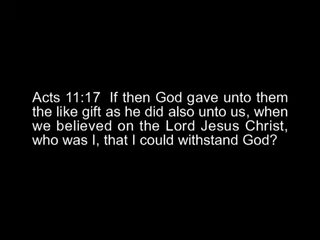 Acts 11:17  If then God gave unto them
the like gift as he did also unto us, when
we believed on the Lord Jesus Christ,
who was I, that I could withstand God?